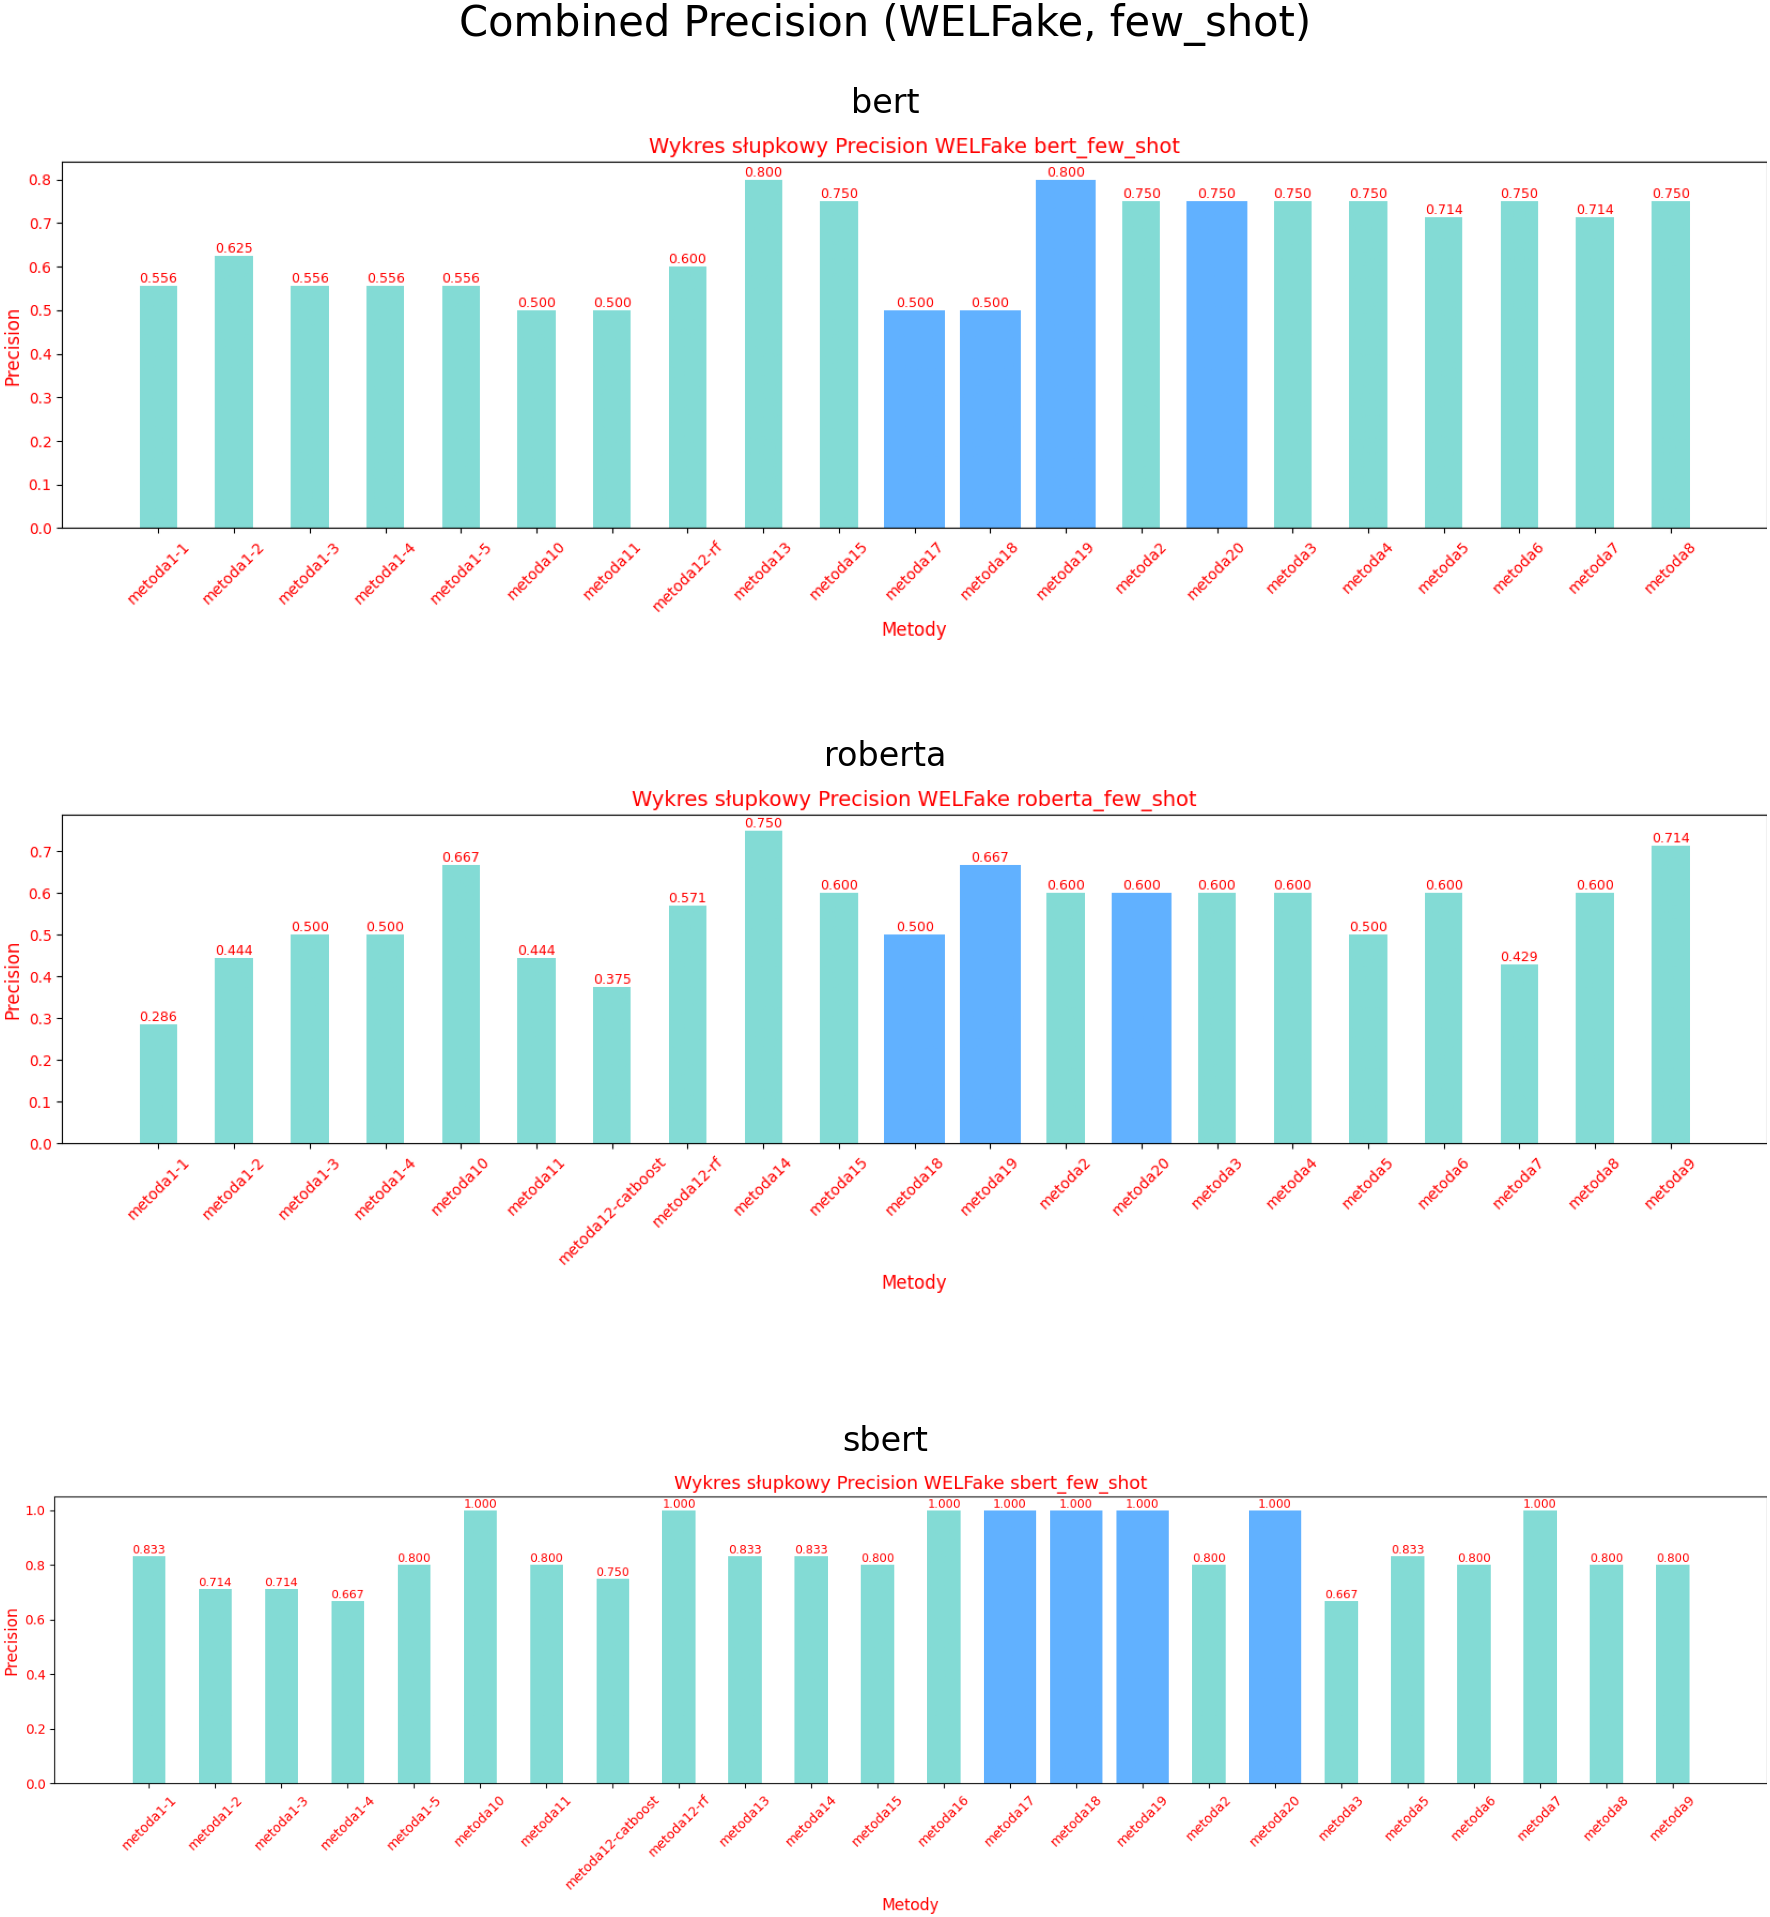 Combined Precision (WELFake, few_shot)
bert
Wykres słupkowy Precision WELFake bert_few_shot
Precision
0.8
0.7
0.6
0.5
0.4
0.3
0.2
0.1
0.0
0.556 0.625 0.556 0.556 0.556 0.500 0.500 0.600 0.800 0.750 0.500 0.500 0.800 0.750 0.750 0.750 0.750 0.714 0.750 0.714 0.750
metoda1-1 metoda1-2 metoda1-3 metoda1-4 metoda1-5 metoda10 metoda11 metoda12-rf metoda13 metoda15 metoda17 metoda18 metoda19 metoda2 metoda20 metoda3 metoda4 metoda5 metoda6 metoda7 metoda8
Metody
roberta
Wykres słupkowy Precision WELFake roberta_few_shot
Precision
0.7
0.6
0.5
0.4
0.3
0.2
0.1
0.0
0.286 0.444 0.500 0.500 0.667 0.444 0.375 0.571 0.750 0.600 0.500 0.667 0.600 0.600 0.600 0.600 0.500 0.600 0.429 0.600 0.714
metoda1-1 metoda1-2 metoda1-3 metoda1-4 metoda10 metoda11 metoda12-catboost metoda12-rf metoda14 metoda15 metoda18 metoda19 metoda2 metoda20 metoda3 metoda4 metoda5 metoda6 metoda7 metoda8 metoda9
Metody
sbert
Wykres słupkowy Precision WELFake sbert_few_shot
Precision
1.0
0.8
0.6
0.4
0.2
0.0
0.833 0.714 0.714 0.667 0.800 1.000 0.800 0.750 1.000 0.833 0.833 0.800 1.000 1.000 1.000 1.000 0.800 1.000 0.667 0.833 0.800 1.000 0.800 0.800
metoda1-1 metoda1-2 metoda1-3 metoda1-4 metoda1-5 metoda10 metoda11 metoda12-catboost metoda12-rf metoda13 metoda14 metoda15 metoda16 metoda17 metoda18 metoda19 metoda2 metoda20 metoda3 metoda5 metoda6 metoda7 metoda8 metoda9
Metody